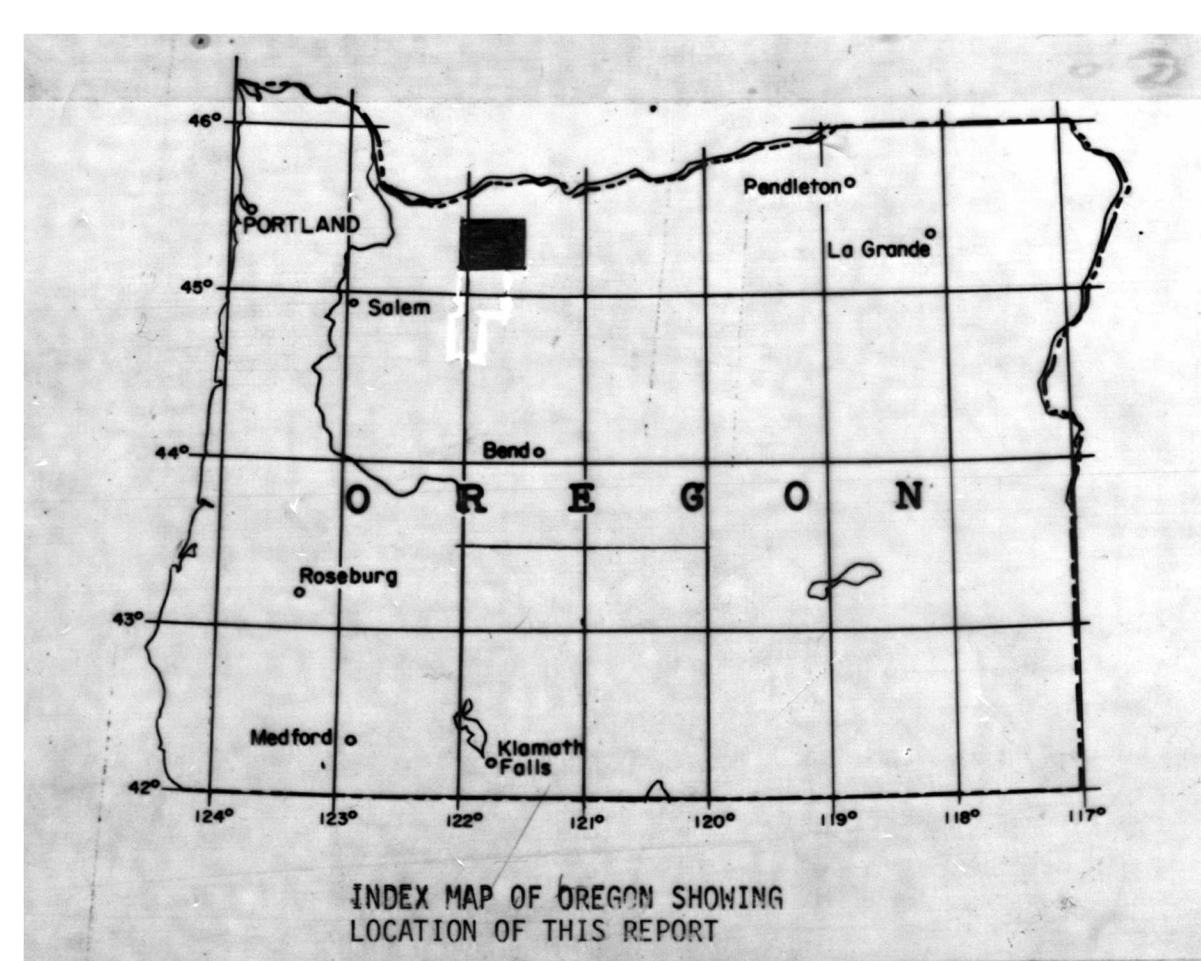 46°
Pendleton
PORTLAND
La Grande
45°
Salem
44°
Bend
O R E G O N
Roseburg
43°
Medford
Klamath
Falls
42°
124° 123° 122° 121° 120° 119° 118° 117°
INDEX MAP OF OREGON SHOWING
LOCATION OF THIS REPORT